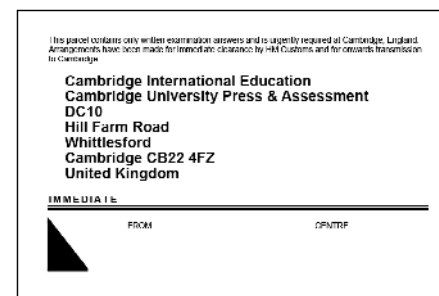 This parcel contains only written examination answers and is urgently required at Cambridge, England.
Arrangements have been made for immediate clearance by HM Customs and for onwards transmission
to Cambridge
Cambridge International Education
Cambridge University Press & Assessment
DC10
Hill Farm Road
Whittlesford
Cambridge CB22 4FZ
United Kingdom
IMMEDIATE
FROM CENTRE